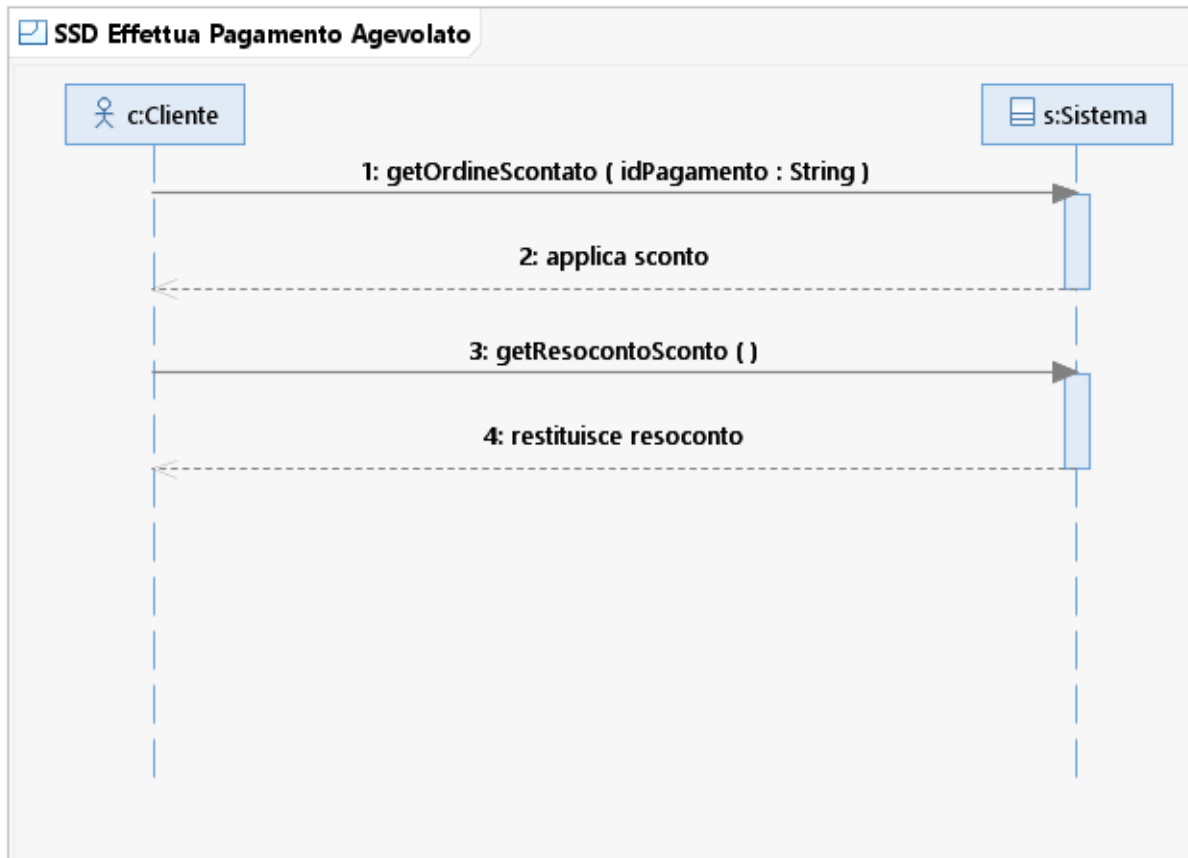 SSD Effettua Pagamento Agevolato
c:Cliente
s:Sistema
1: getOrdineScontato ( idPagamento : String )
2: applica sconto
3: getResocontoSconto ( )
4: restituisce resoconto